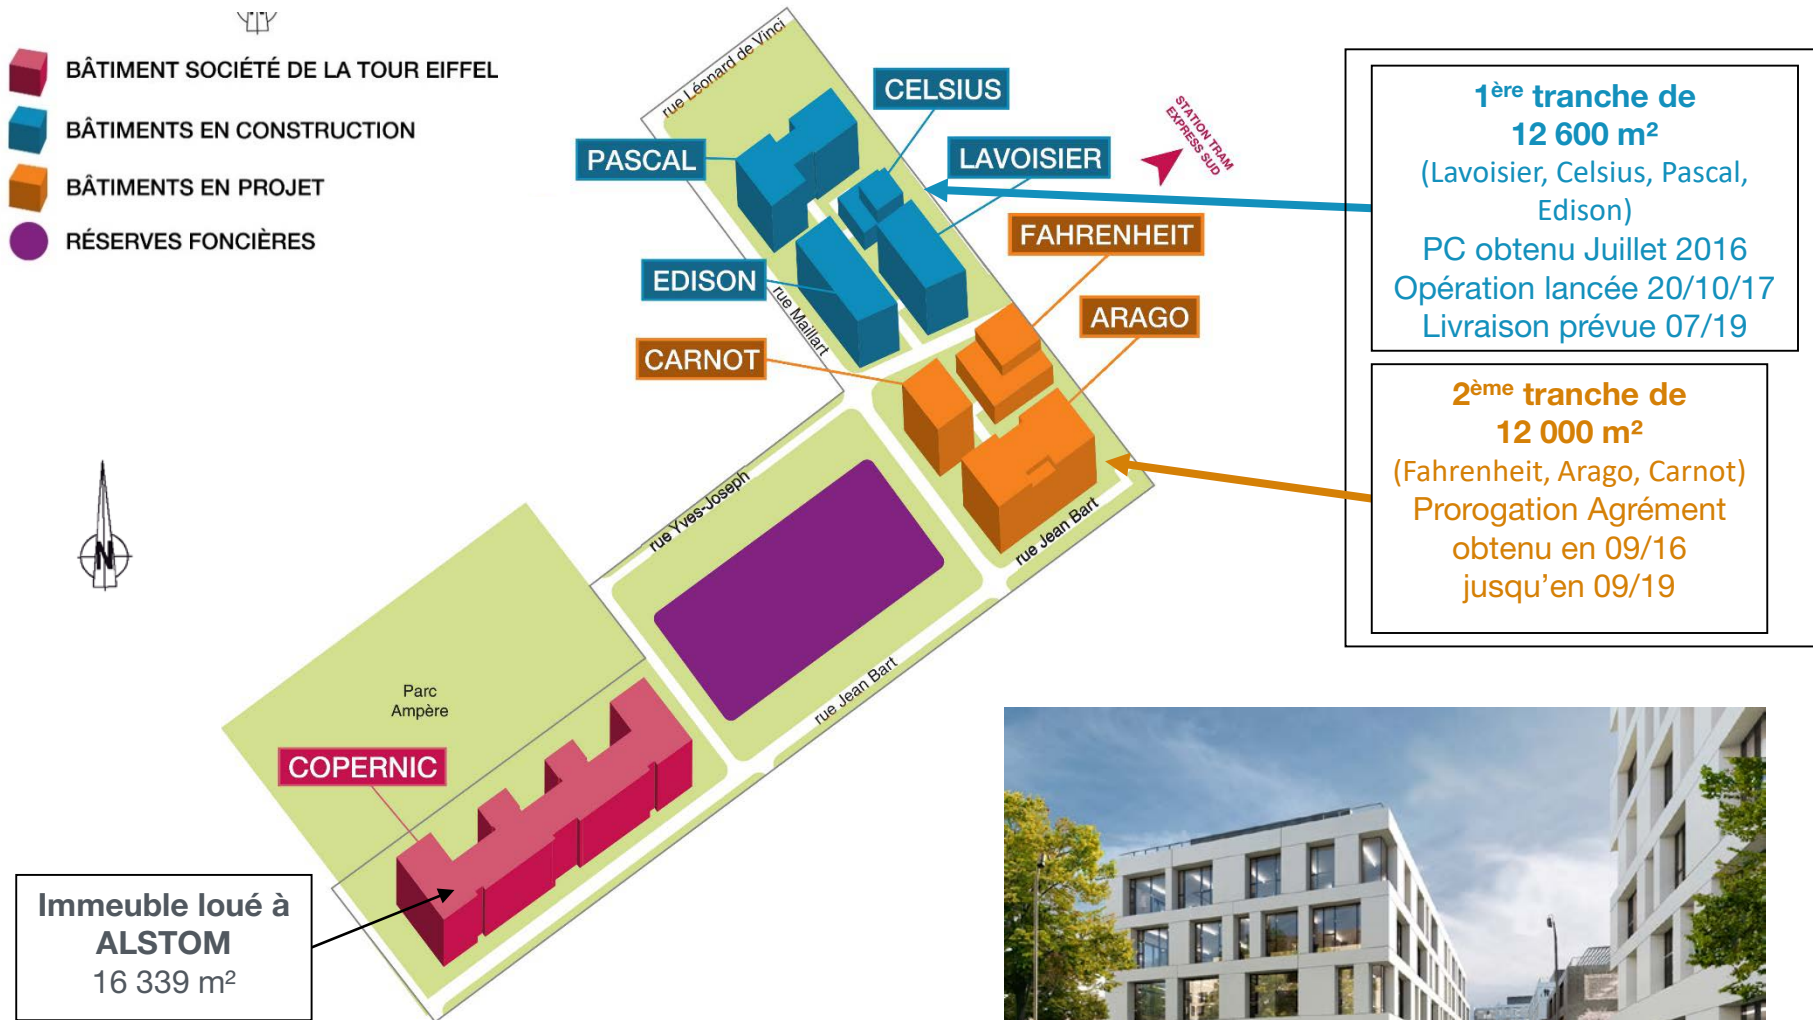 BÂTIMENT SOCIÉTÉ DE LA TOUR EIFFEL
BÂTIMENTS EN CONSTRUCTION
BÂTIMENTS EN PROJET
RÉSERVES FONCIÈRES
rue Léonard de Vinci
CELSIUS
PASCAL
LAVOISIER
STATION TRAM
EXPRESS SUD
FAHRENHEIT
EDISON
rue Maillart
ARAGO
CARNOT
rue Yves-Joseph
rue Jean Bart
rue Jean Bart
Parc
Ampère
COPERNIC
N
Immeuble loué à
ALSTOM
16 339 m²
1ère tranche de
12 600 m²
(Lavoisier, Celsius, Pascal,
Edison)
PC obtenu Juillet 2016
Opération lancée 20/10/17
Livraison prévue 07/19
2ème tranche de
12 000 m²
(Fahrenheit, Arago, Carnot)
Prorogation Agrément
obtenu en 09/16
jusqu’en 09/19